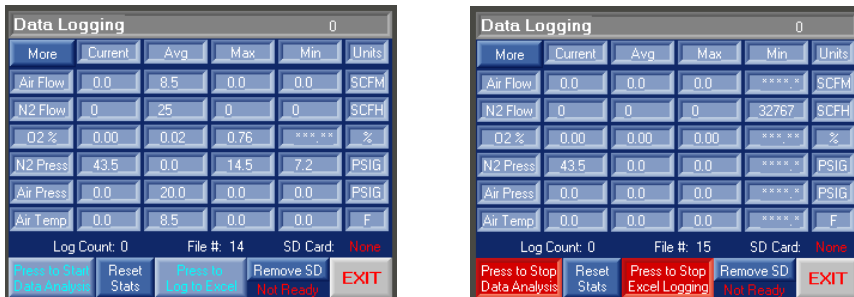 Data Logging 0
More Current Avg Max Min Units
Air Flow 0.0 8.5 0.0 0.0 SCFM
N2 Flow 0 25 0 0 SCFH
O2 % 0.00 0.02 0.76 ***.** %
N2 Press 43.5 0.0 14.5 7.2 PSIG
Air Press 0.0 20.0 0.0 0.0 PSIG
Air Temp 0.0 8.5 0.0 0.0 F
Log Count: 0 File #: 14 SD Card: None
Press to Start Reset Press to Remove SD EXIT
Data Analysis Stats Log to Excel Not Ready
Data Logging 0
More Current Avg Max Min Units
Air Flow 0.0 0.0 0.0 ****.* SCFM
N2 Flow 0 0 0 32767 SCFH
O2 % 0.00 0.00 0.00 ***.** %
N2 Press 43.5 0.0 0.0 ****.* PSIG
Air Press 0.0 0.0 0.0 ****.* PSIG
Air Temp 0.0 0.0 0.0 ****.* F
Log Count: 0 File #: 15 SD Card: None
Press to Stop Reset Press to Stop Remove SD EXIT
Data Analysis Stats Excel Logging Not Ready